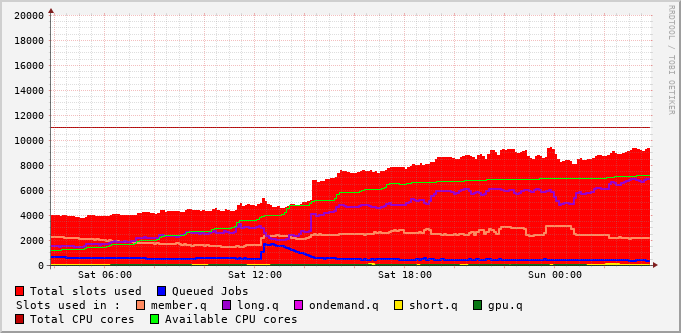 20000
18000
16000
14000
12000
10000
8000
6000
4000
2000
0
Sat 06:00 Sat 12:00 Sat 18:00 Sun 00:00
Total slots used Queued Jobs
Slots used in : member.q long.q ondemand.q short.q gpu.q
Total CPU cores Available CPU cores
RRDTOOL / TOBI OETIKER